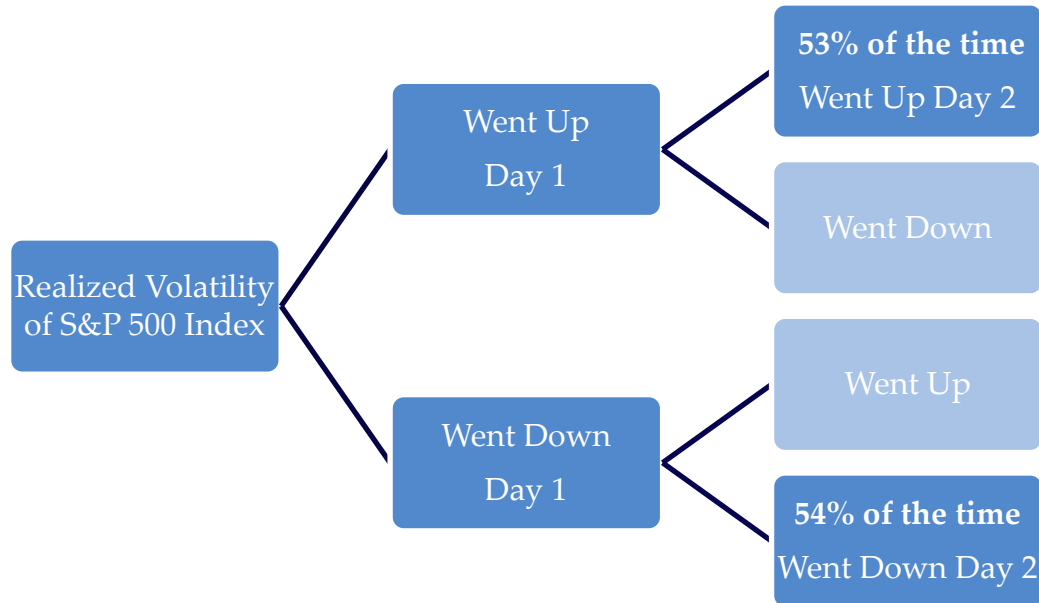 Realized Volatility
of S&P 500 Index
Went Up
Day 1
53% of the time
Went Up Day 2
Went Down
Went Down
Day 1
Went Up
54% of the time
Went Down Day 2